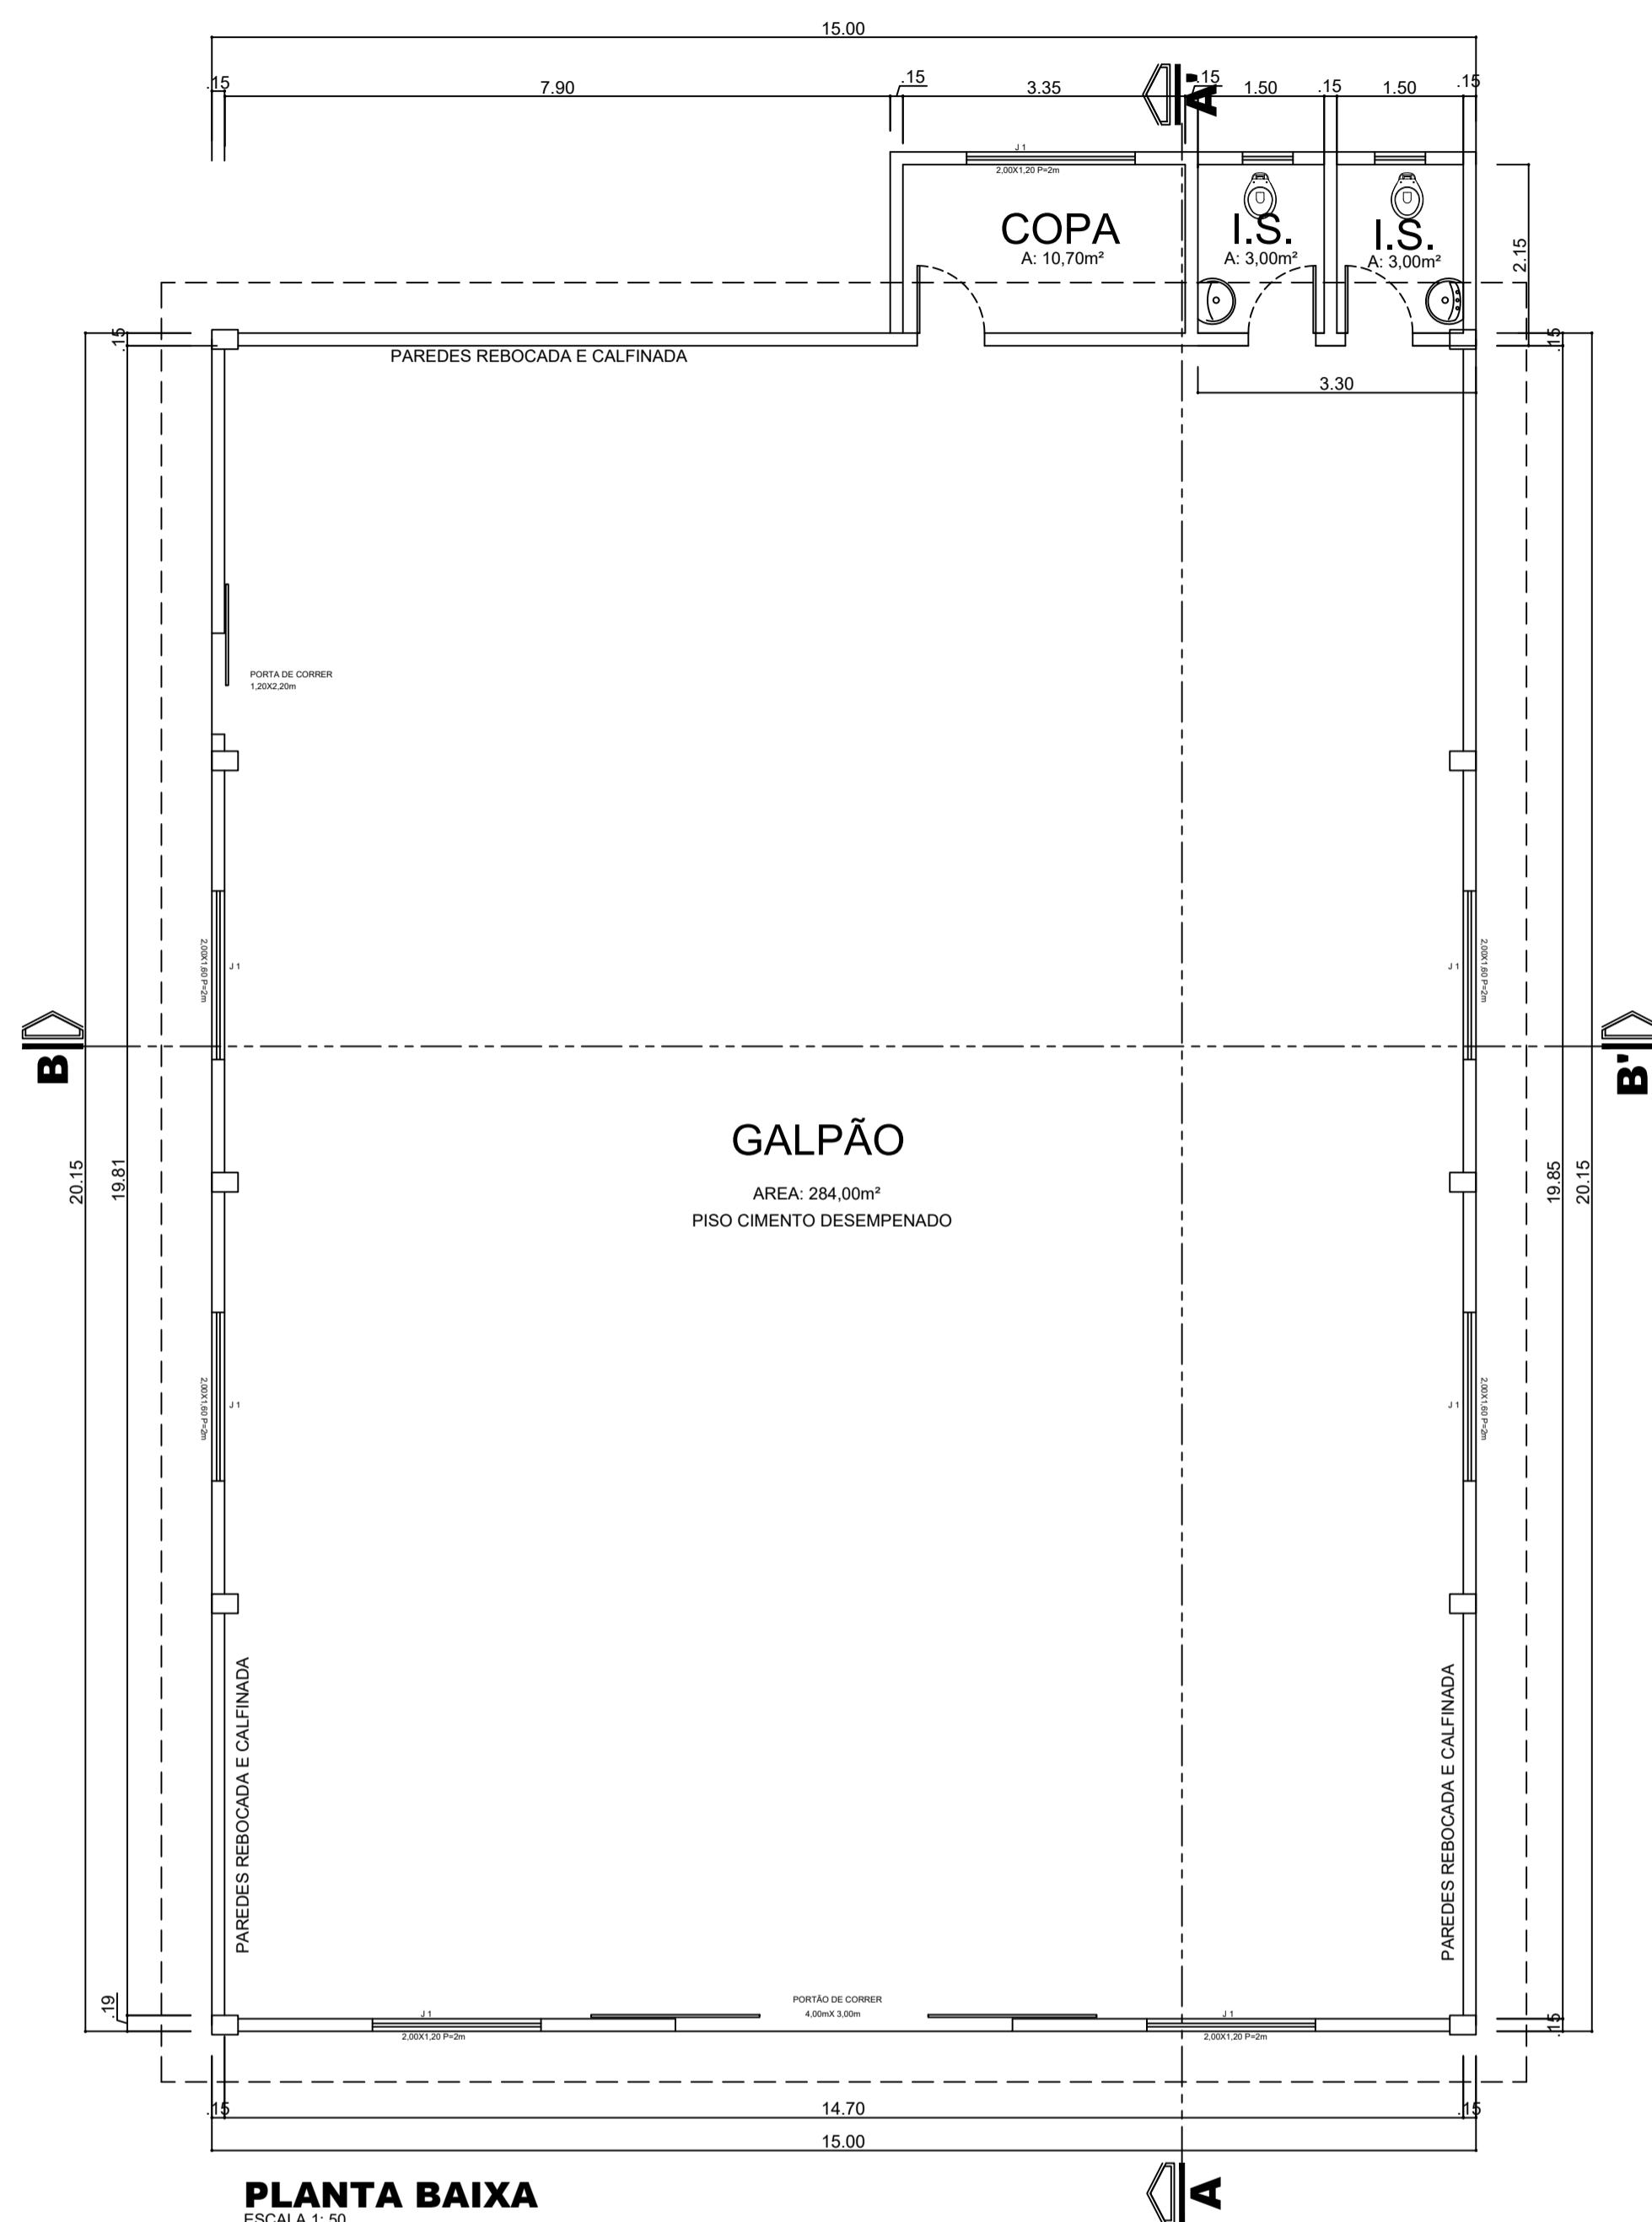 15.00
.15
7.90
.15
3.35
A'
.15
1.50
.15
1.50
.15
J 1
2,00X1,20 P=2m
COPA
A: 10,70m²
I.S.
A: 3,00m²
I.S.
A: 3,00m²
2.15
.15
PAREDES REBOCADA E CALFINADA
.15
3.30
PORTA DE CORRER
1,20X2,20m
2,00X1,60 P=2m
J 1
J 1
2,00X1,60 P=2m
B
B'
GALPÃO
AREA: 284,00m²
PISO CIMENTO DESEMPENADO
20.15
19.81
19.85
20.15
2,00X1,60 P=2m
J 1
J 1
2,00X1,60 P=2m
PAREDES REBOCADA E CALFINADA
PAREDES REBOCADA E CALFINADA
.19
PORTÃO DE CORRER
4,00mX 3,00m
J 1
2,00X1,20 P=2m
J 1
2,00X1,20 P=2m
.15
.15
14.70
.15
15.00
A
PLANTA BAIXA
ESCALA 1: 50